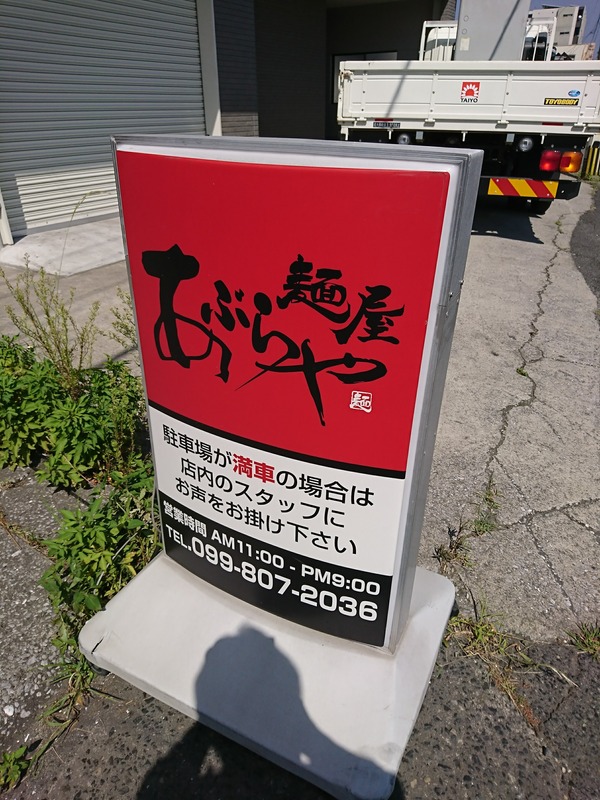 麺屋
あぶらや
麺
駐車場が満車の場合は
店内のスタッフに
お声をお掛け下さい
営業時間 AM11:00 - PM9:00
TEL.099-807-2036
TAIYO
TOYOBODY